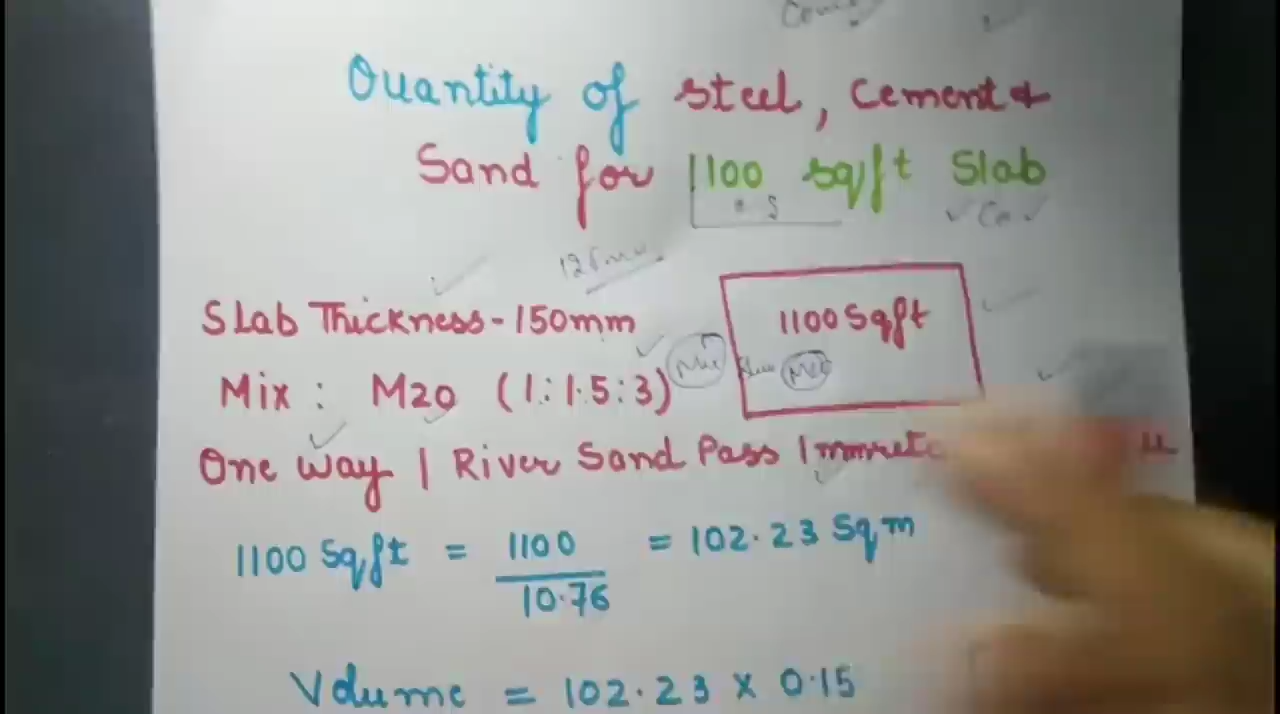 Quantity of steel, Cement &
Sand for 1100 sqft Slab
125mm
Slab Thickness - 150mm
1100 Sqft
Mix : M20 (1:1.5:3)
One Way | River Sand Pass 1mm
1100 Sqft = 1100 / 10.76 = 102.23 Sqm
Volume = 102.23 x 0.15